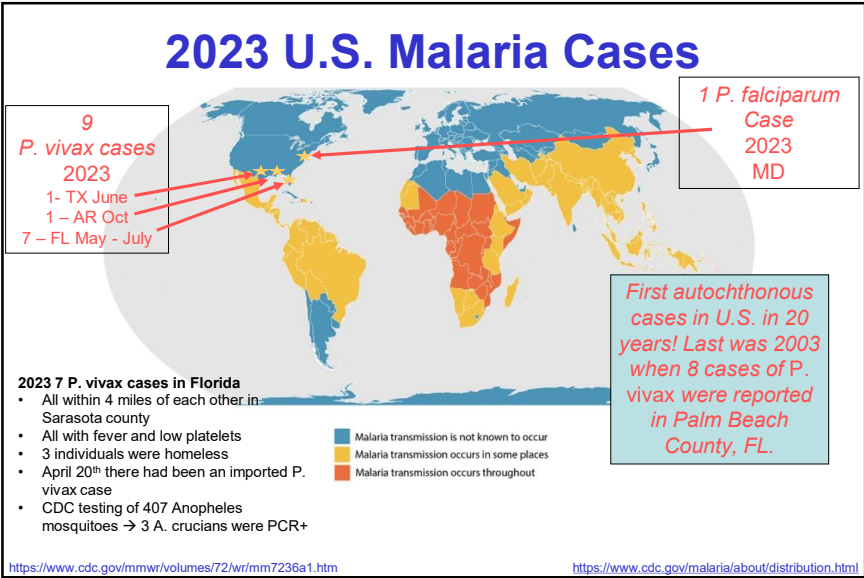 2023 U.S. Malaria Cases
9
P. vivax cases
2023
1- TX June
1 – AR Oct
7 – FL May - July
1 P. falciparum
Case
2023
MD
First autochthonous
cases in U.S. in 20
years! Last was 2003
when 8 cases of P.
vivax were reported
in Palm Beach
County, FL.
2023 7 P. vivax cases in Florida
• All within 4 miles of each other in
Sarasota county
• All with fever and low platelets
• 3 individuals were homeless
• April 20th there had been an imported P.
vivax case
• CDC testing of 407 Anopheles
mosquitoes → 3 A. crucians were PCR+
Malaria transmission is not known to occur
Malaria transmission occurs in some places
Malaria transmission occurs throughout
https://www.cdc.gov/mmwr/volumes/72/wr/mm7236a1.htm
https://www.cdc.gov/malaria/about/distribution.html